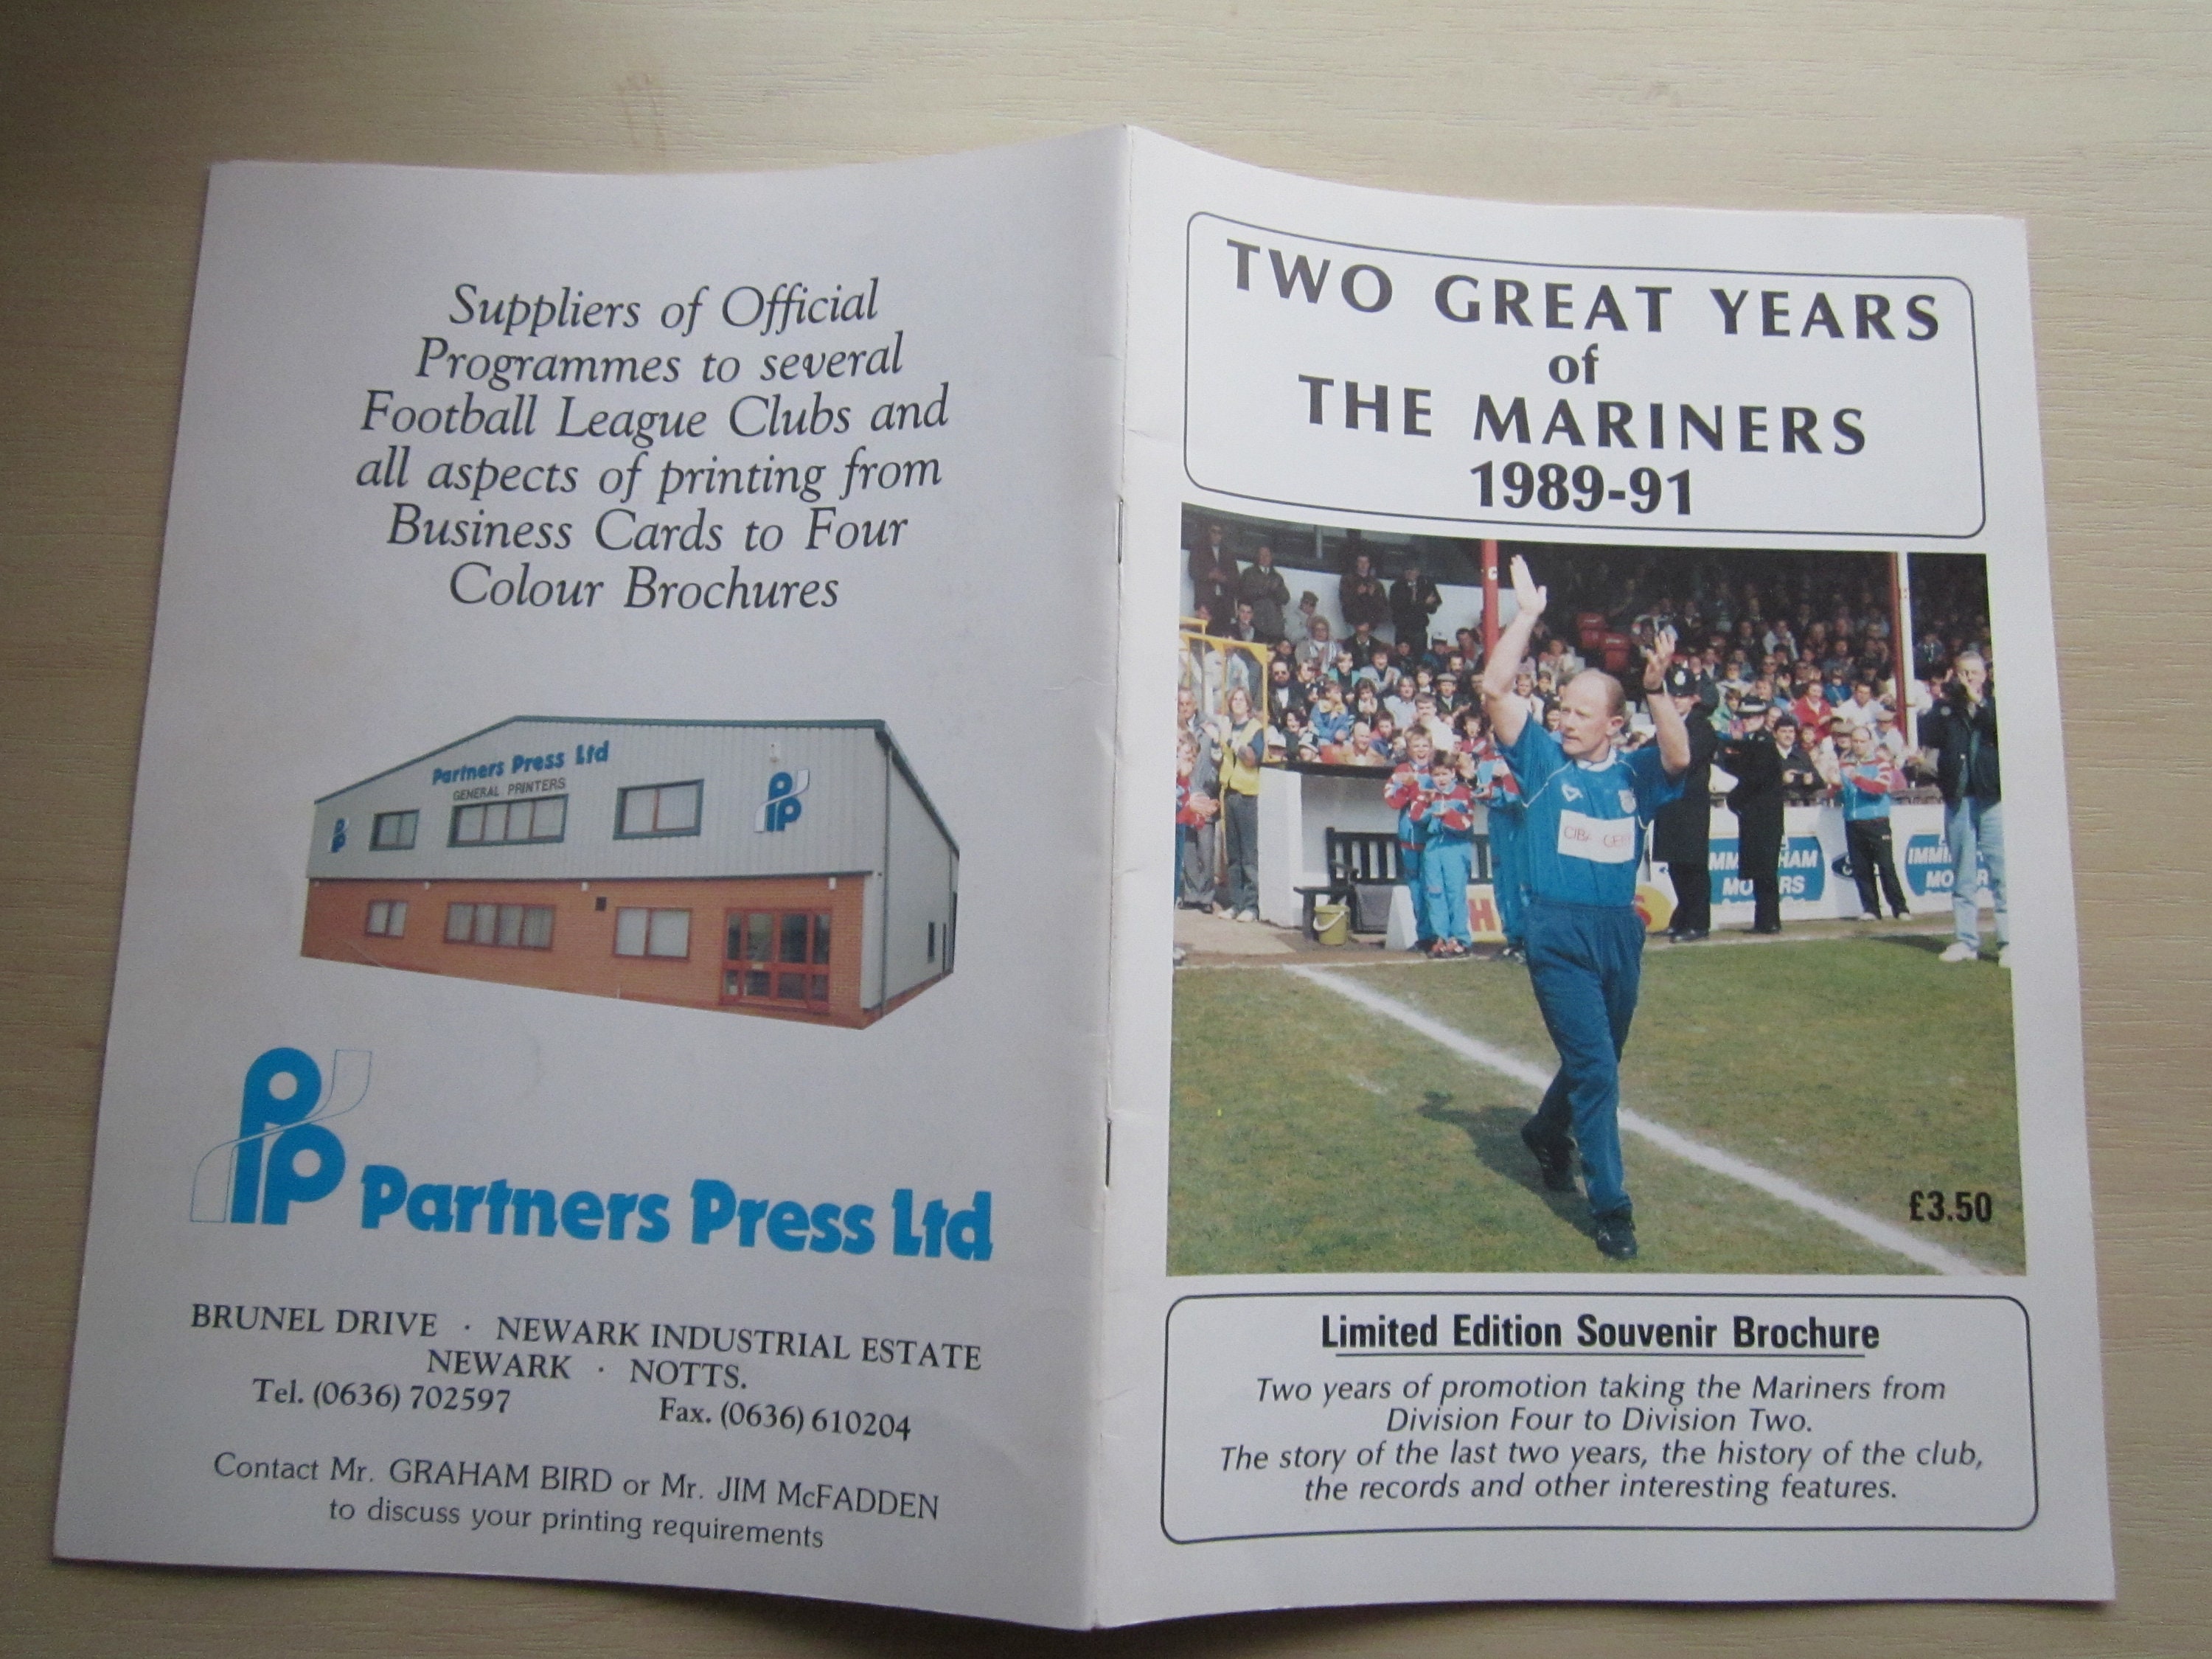 Suppliers of Official
Programmes to several
Football League Clubs and
all aspects of printing from
Business Cards to Four
Colour Brochures
Partners Press Ltd
GENERAL PRINTERS
PP
PP
PP Partners Press Ltd
BRUNEL DRIVE · NEWARK INDUSTRIAL ESTATE
NEWARK · NOTTS.
Tel. (0636) 702597 Fax. (0636) 610204
Contact Mr. GRAHAM BIRD or Mr. JIM McFADDEN
to discuss your printing requirements
TWO GREAT YEARS
of
THE MARINERS
1989-91
G
CIBA GEI
MOTORS
£3.50
Limited Edition Souvenir Brochure
Two years of promotion taking the Mariners from
Division Four to Division Two.
The story of the last two years, the history of the club,
the records and other interesting features.